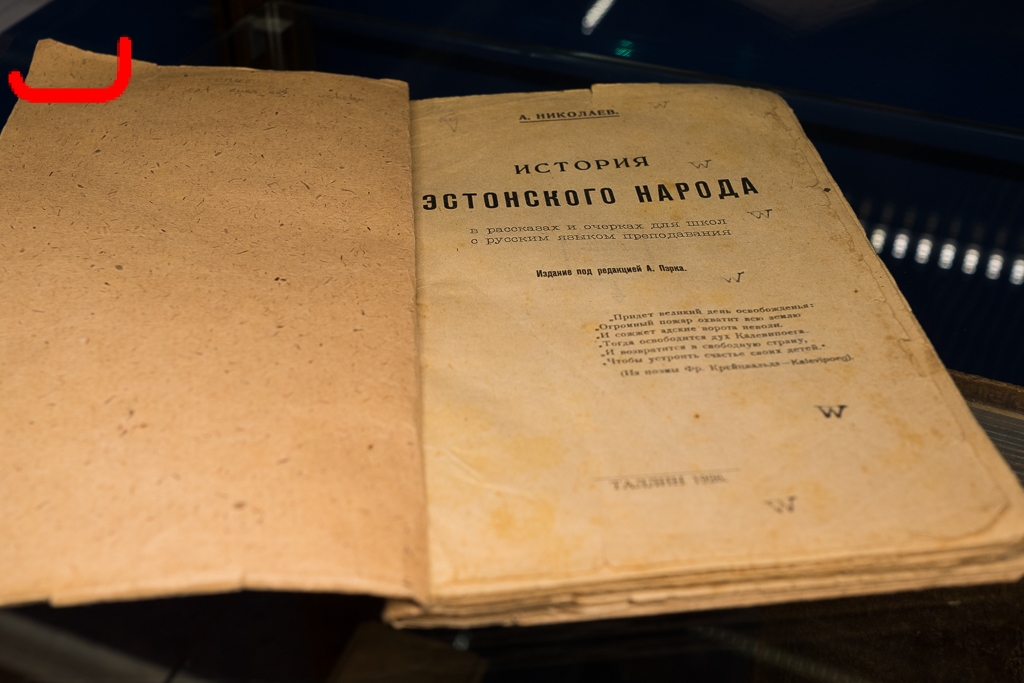 А. НИКОЛАЕВ.
ИСТОРИЯ
ЭСТОНСКОГО НАРОДА
в рассказах и очерках для школ
с русским языком преподавания
Издание под редакцией А. Пэрка.
„Придет великий день освобожденья:
„Огромный пожар охватит всю землю
„И сожжет адские ворота неволи.
„Тогда освободится дух Калевипоега.
„И возвратится в свободную страну,
„Чтобы устроить счастье своих детей."
(Из поэмы Фр. Крейцвальда—Kalevipoeg).
ТАЛЛИН
W
W
W
W
W